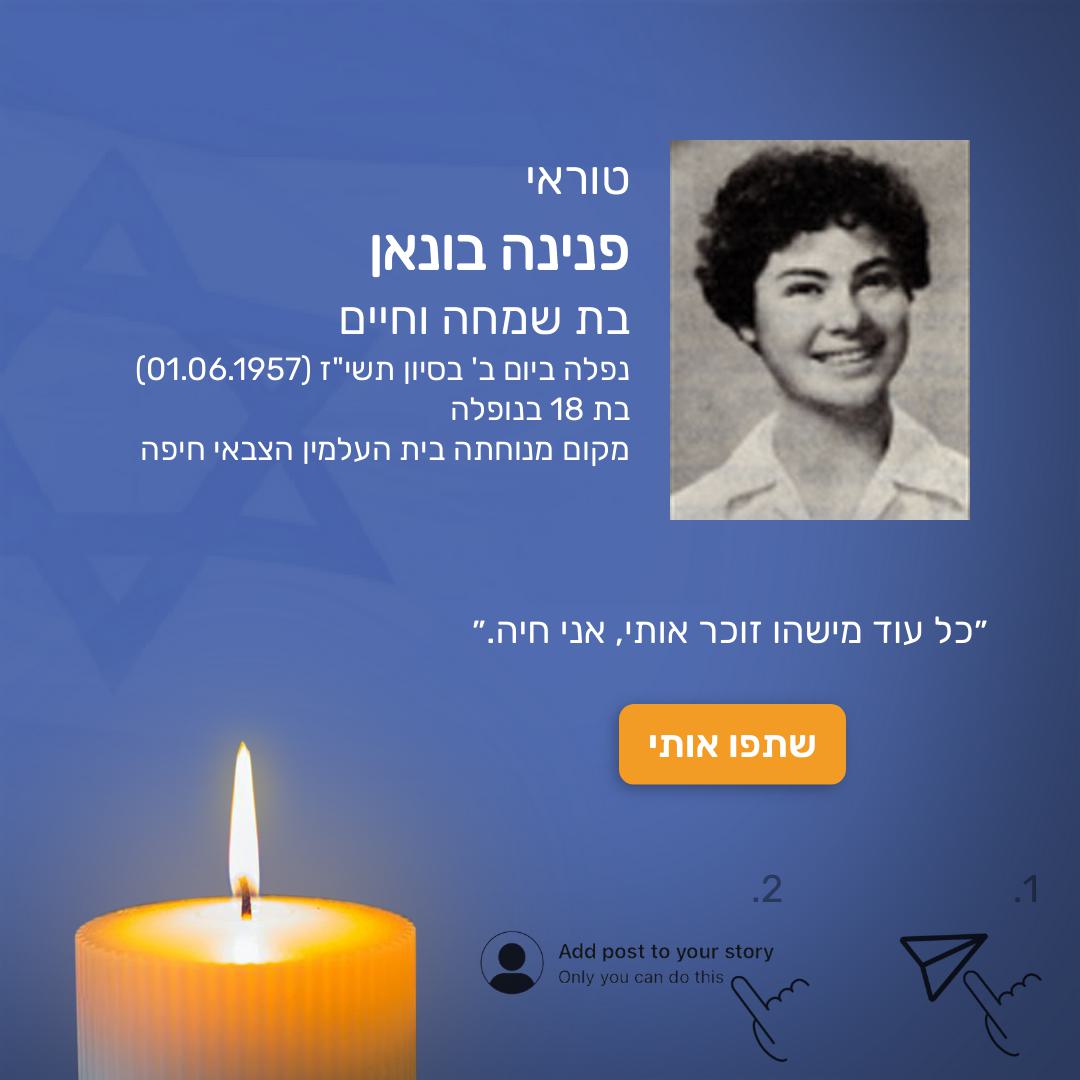 טוראי
פנינה בונאן
בת שמחה וחיים
נפלה ביום ב' בסיון תשי"ז (01.06.1957)
בת 18 בנופלה
מקום מנוחתה בית העלמין הצבאי חיפה
״כל עוד מישהו זוכר אותי, אני חיה.״
שתפו אותי
.1
.2
Add post to your story
Only you can do this